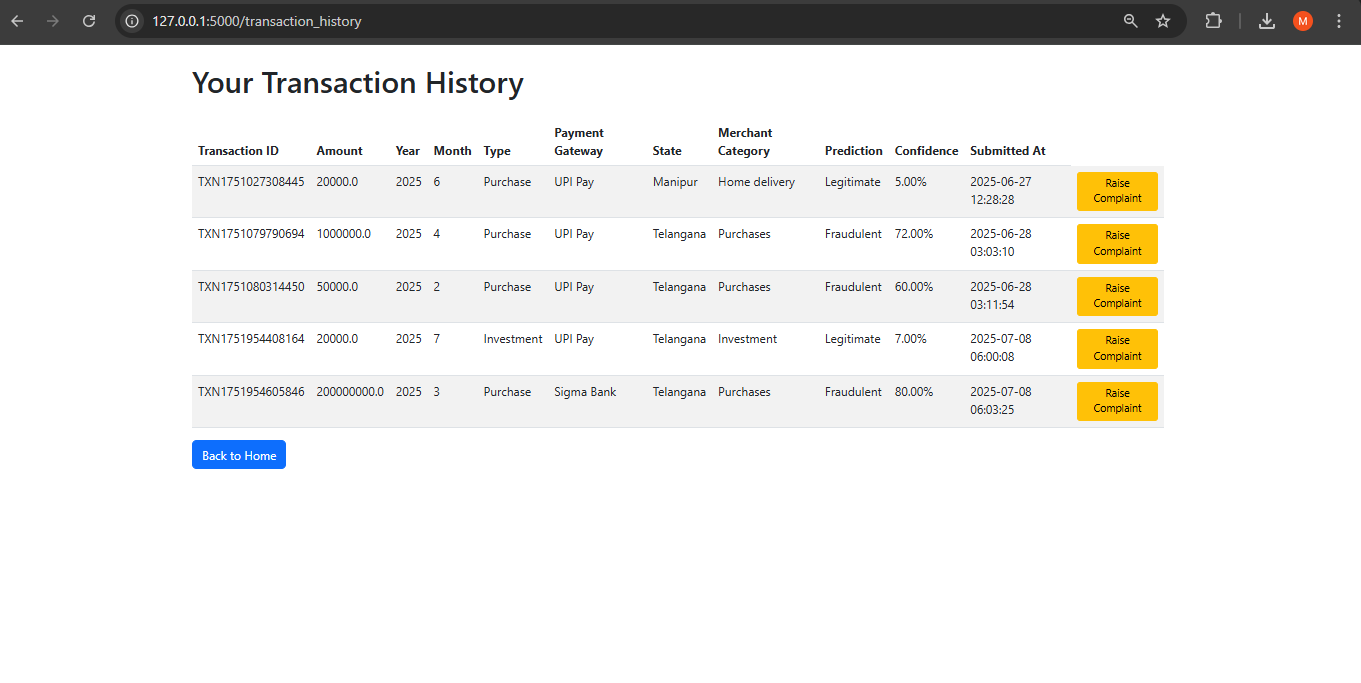 127.0.0.1:5000/transaction_history
M
Your Transaction History
Transaction ID Amount Year Month Type Payment Gateway State Merchant Category Prediction Confidence Submitted At
TXN1751027308445 20000.0 2025 6 Purchase UPI Pay Manipur Home delivery Legitimate 5.00% 2025-06-27 12:28:28 Raise Complaint
TXN1751079790694 1000000.0 2025 4 Purchase UPI Pay Telangana Purchases Fraudulent 72.00% 2025-06-28 03:03:10 Raise Complaint
TXN1751080314450 50000.0 2025 2 Purchase UPI Pay Telangana Purchases Fraudulent 60.00% 2025-06-28 03:11:54 Raise Complaint
TXN1751954408164 20000.0 2025 7 Investment UPI Pay Telangana Investment Legitimate 7.00% 2025-07-08 06:00:08 Raise Complaint
TXN1751954605846 200000000.0 2025 3 Purchase Sigma Bank Telangana Purchases Fraudulent 80.00% 2025-07-08 06:03:25 Raise Complaint
Back to Home